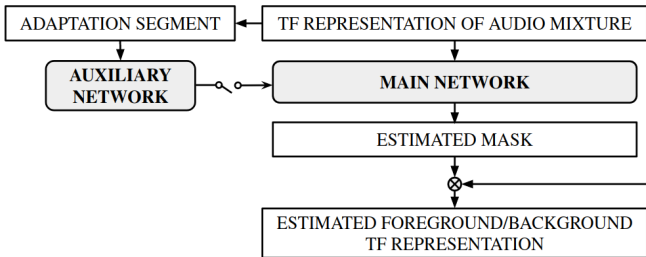 ADAPTATION SEGMENT
TF REPRESENTATION OF AUDIO MIXTURE
AUXILIARY
NETWORK
MAIN NETWORK
ESTIMATED MASK
ESTIMATED FOREGROUND/BACKGROUND
TF REPRESENTATION